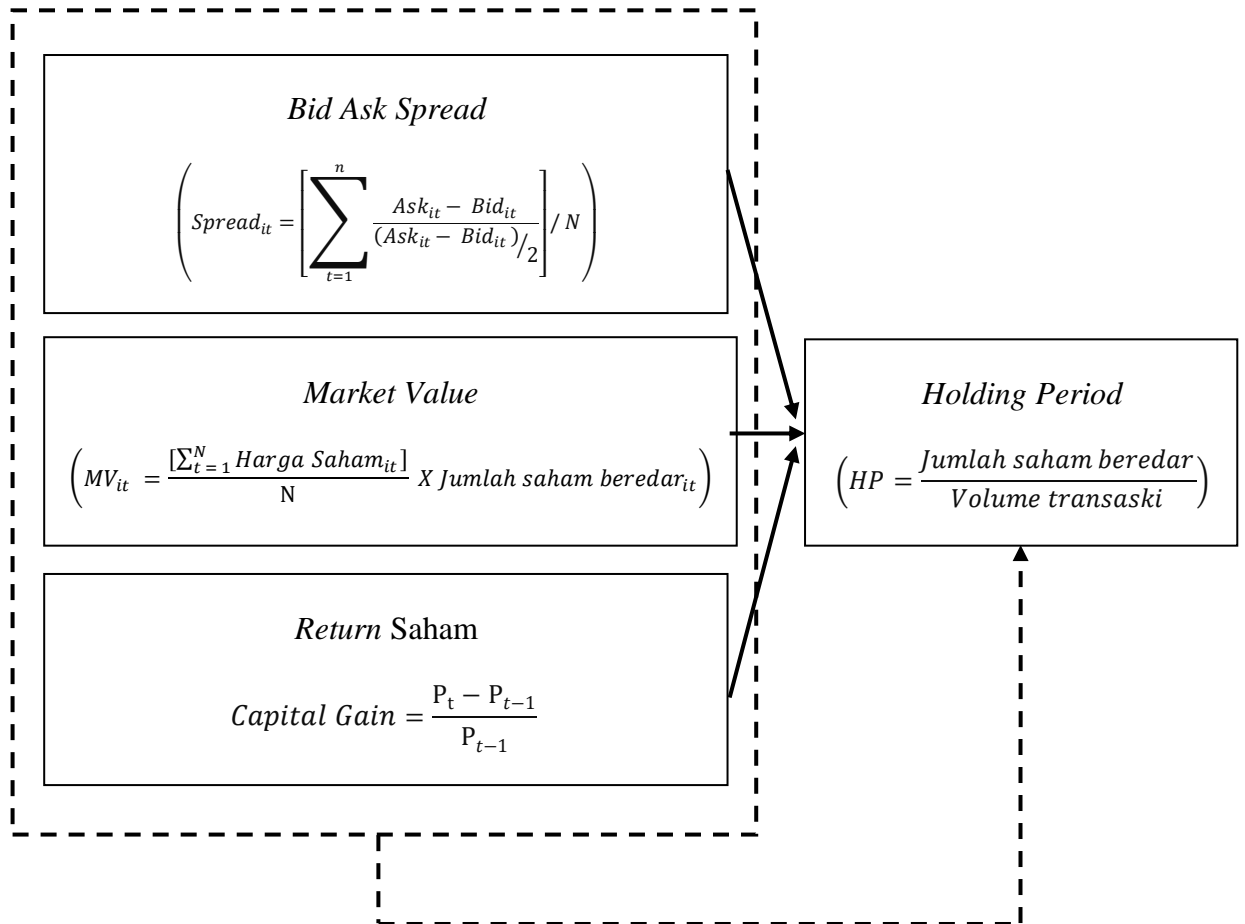 Bid Ask Spread
(Spread_it = [∑_{t=1}^{n} (Ask_it − Bid_it) / ((Ask_it − Bid_it)/2)] / N)
Market Value
(MV_it = [∑_{t=1}^{N} Harga Saham_it] / N X Jumlah saham beredar_it)
Return Saham
Capital Gain = (P_t − P_{t−1}) / P_{t−1}
Holding Period
(HP = Jumlah saham beredar / Volume transaski)